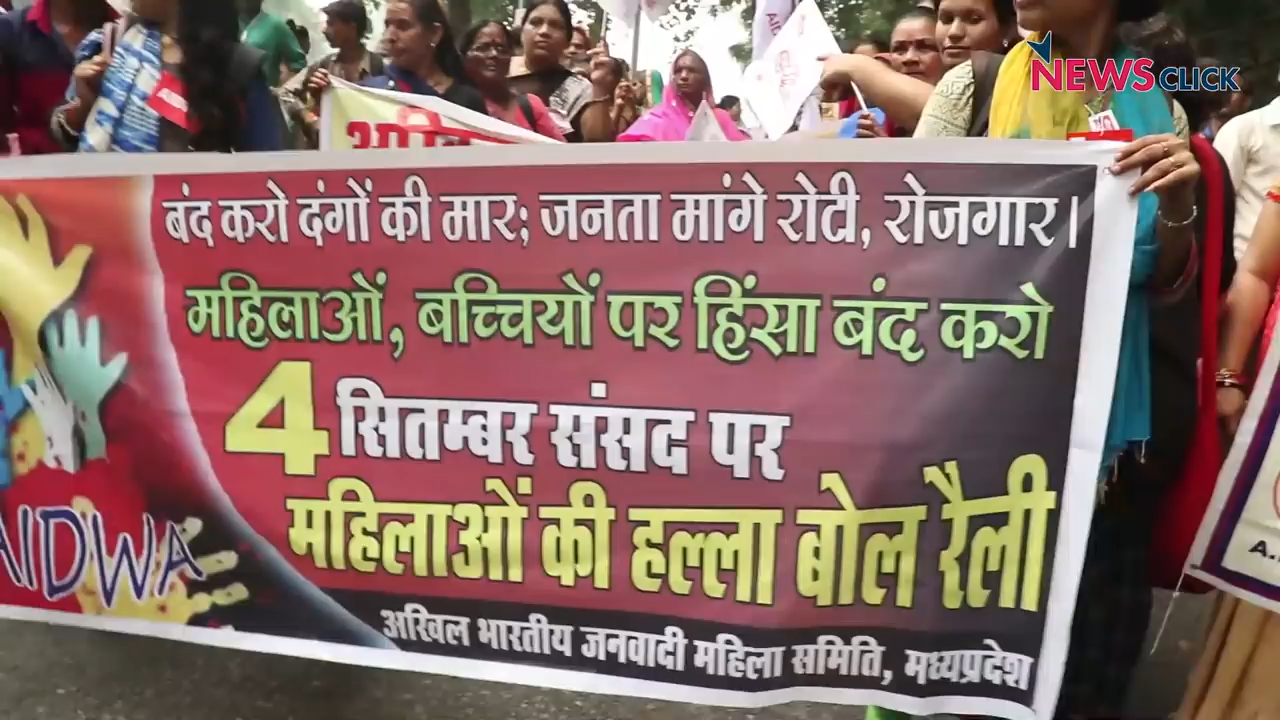 NEWSCLICK
बंद करो दंगों की मार; जनता मांगे रोटी, रोजगार।
महिलाओं, बच्चियों पर हिंसा बंद करो
4 सितम्बर संसद पर
महिलाओं की हल्ला बोल रैली
AIDWA
अखिल भारतीय जनवादी महिला समिति, मध्यप्रदेश
A.